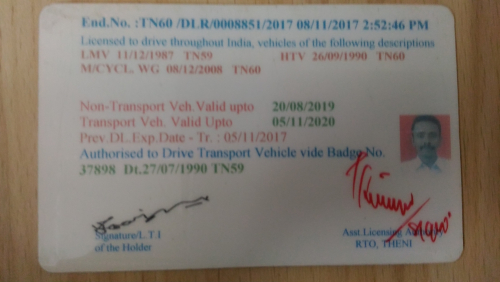 End.No. :TN60 /DLR/0008851/2017 08/11/2017 2:52:46 PM
Licensed to drive throughout India, vehicles of the following descriptions
LMV 11/12/1987 TN59 HTV 26/09/1990 TN60
M/CYCL. WG 08/12/2008 TN60
Non-Transport Veh.Valid upto 20/08/2019
Transport Veh. Valid Upto 05/11/2020
Prev.DL.Exp.Date - Tr. : 05/11/2017
Authorised to Drive Transport Vehicle vide Badge No.
37898 Dt.27/07/1990 TN59
Signature/L.T.I
of the Holder
Asst.Licensing
RTO, THENI